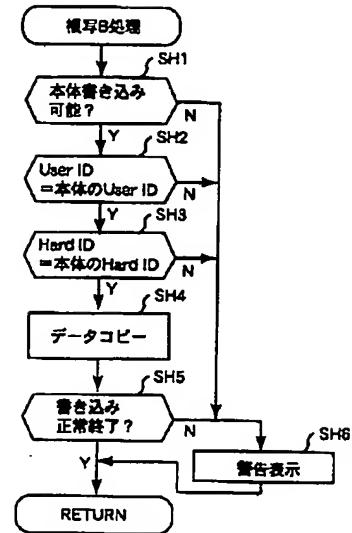 複写B処理
SH1
本体書き込み
可能?
N
Y
SH2
User ID
=本体のUser ID
N
Y
SH3
Hard ID
=本体のHard ID
N
Y
SH4
データコピー
SH5
書き込み
正常終了?
N
Y
SH6
警告表示
RETURN